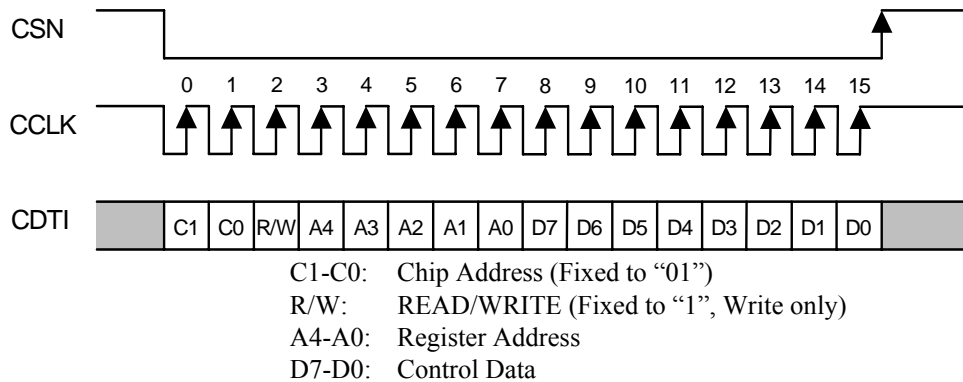 CSN
0 1 2 3 4 5 6 7 8 9 10 11 12 13 14 15
CCLK
CDTI C1 C0 R/W A4 A3 A2 A1 A0 D7 D6 D5 D4 D3 D2 D1 D0
C1-C0: Chip Address (Fixed to “01”)
R/W: READ/WRITE (Fixed to “1”, Write only)
A4-A0: Register Address
D7-D0: Control Data